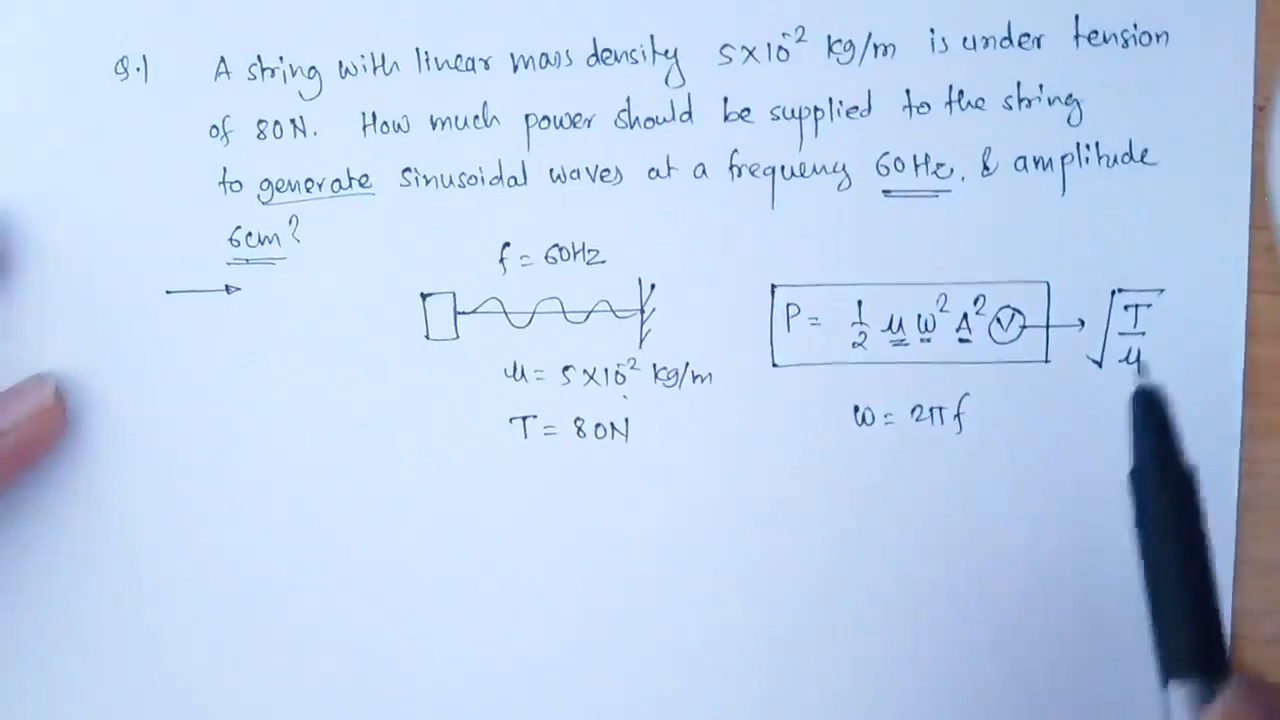 Q.1 A string with linear mass density 5×10⁻² kg/m is under tension
of 80N. How much power should be supplied to the string
to generate sinusoidal waves at a frequency 60Hz. & amplitude
6cm?
f = 60Hz
P = 1/2 μ ω² A² V → √(T/μ)
μ = 5×10⁻² kg/m
T = 80N
ω = 2πf